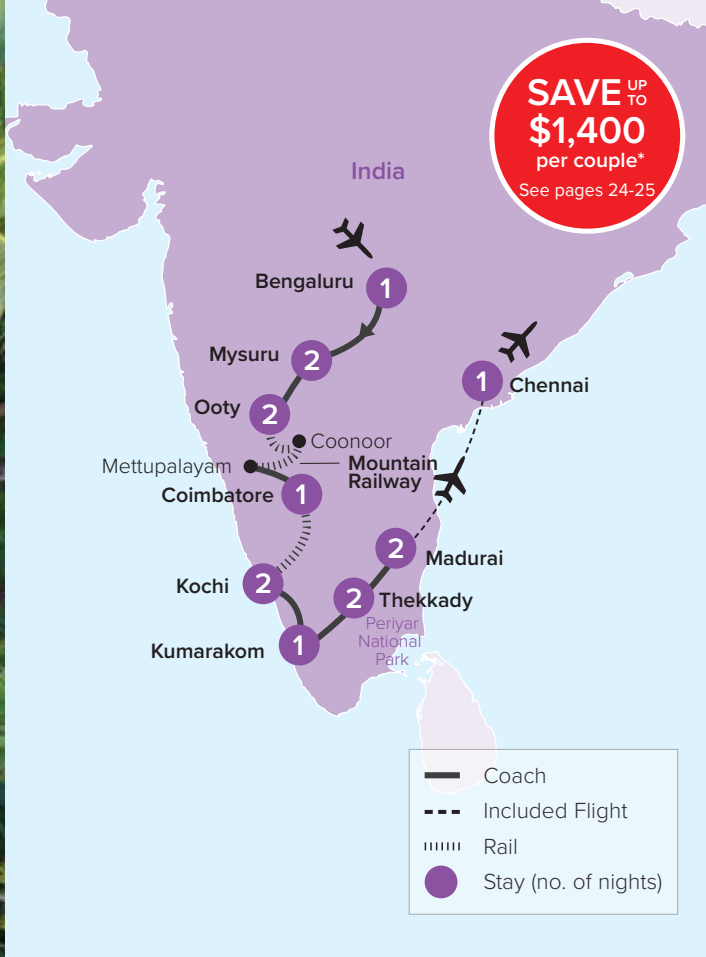 SAVE UP TO
$1,400
per couple*
See pages 24-25
India
Bengaluru
1
Mysuru
2
1
Chennai
Ooty
2
Coonoor
Mettupalayam
Mountain
Railway
Coimbatore
1
2
Madurai
Kochi
2
2
Thekkady
Periyar
National
Park
Kumarakom
1
Coach
Included Flight
Rail
Stay (no. of nights)